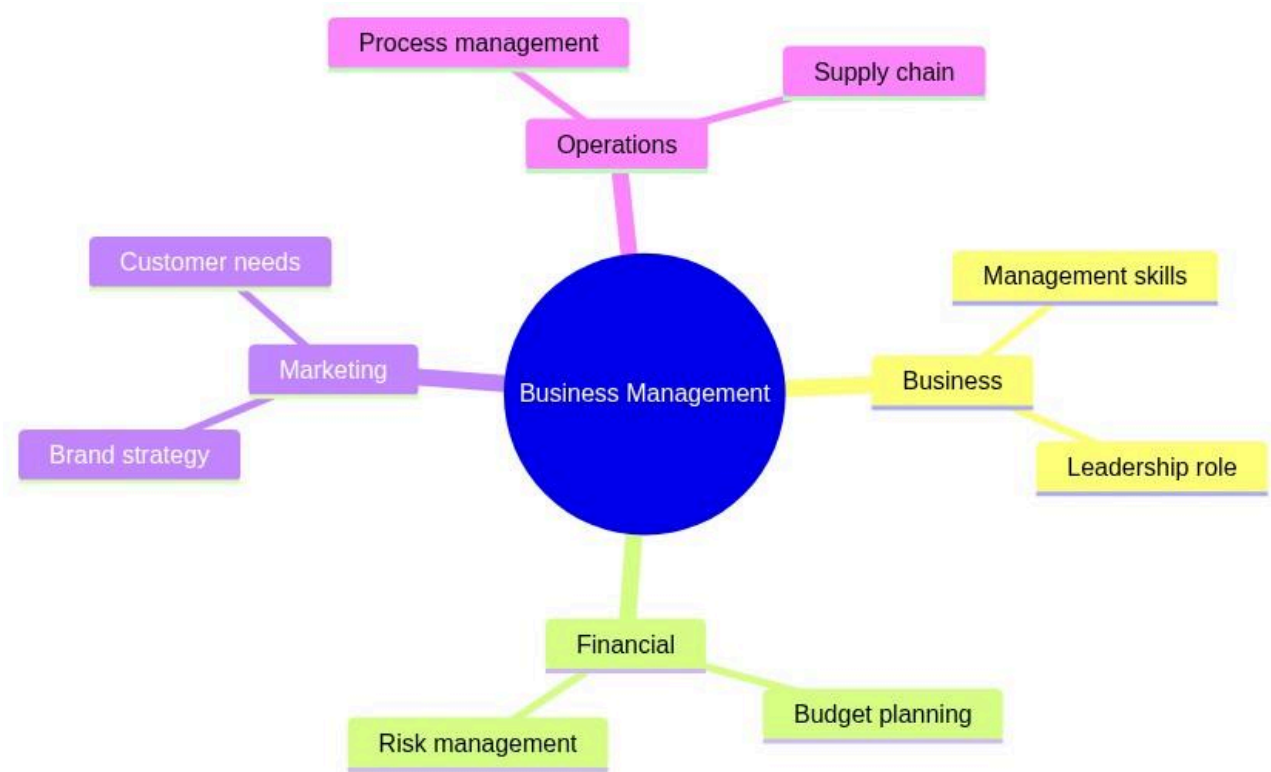 Process management
Supply chain
Operations
Customer needs
Management skills
Marketing
Business Management
Business
Brand strategy
Leadership role
Financial
Budget planning
Risk management